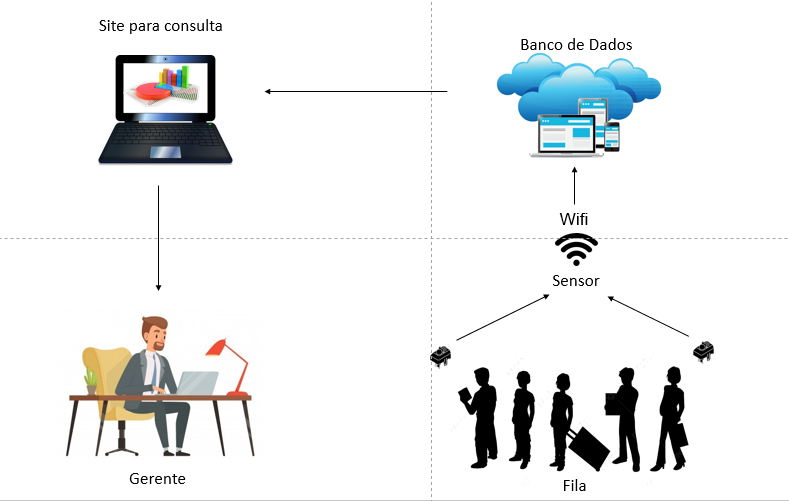 Site para consulta
Banco de Dados
Wifi
Sensor
Gerente
Fila